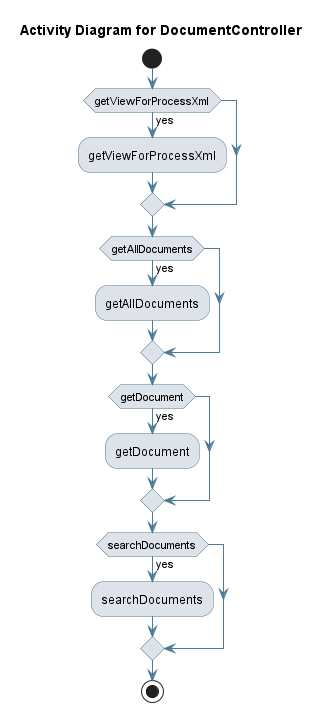 Activity Diagram for DocumentController
getViewForProcessXml
yes
getViewForProcessXml
getAllDocuments
yes
getAllDocuments
getDocument
yes
getDocument
searchDocuments
yes
searchDocuments